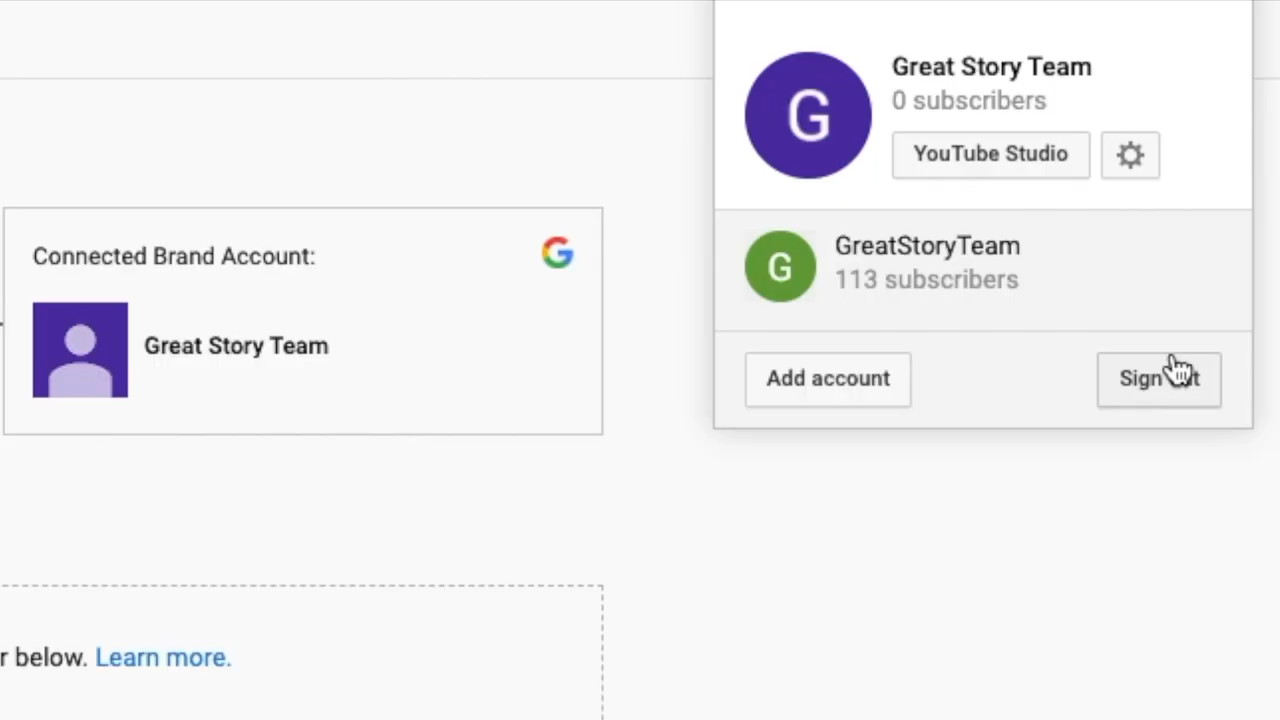 Great Story Team
0 subscribers
G
YouTube Studio
Connected Brand Account:
G
Great Story Team
GreatStoryTeam
113 subscribers
G
Add account
Sign
r below. Learn more.